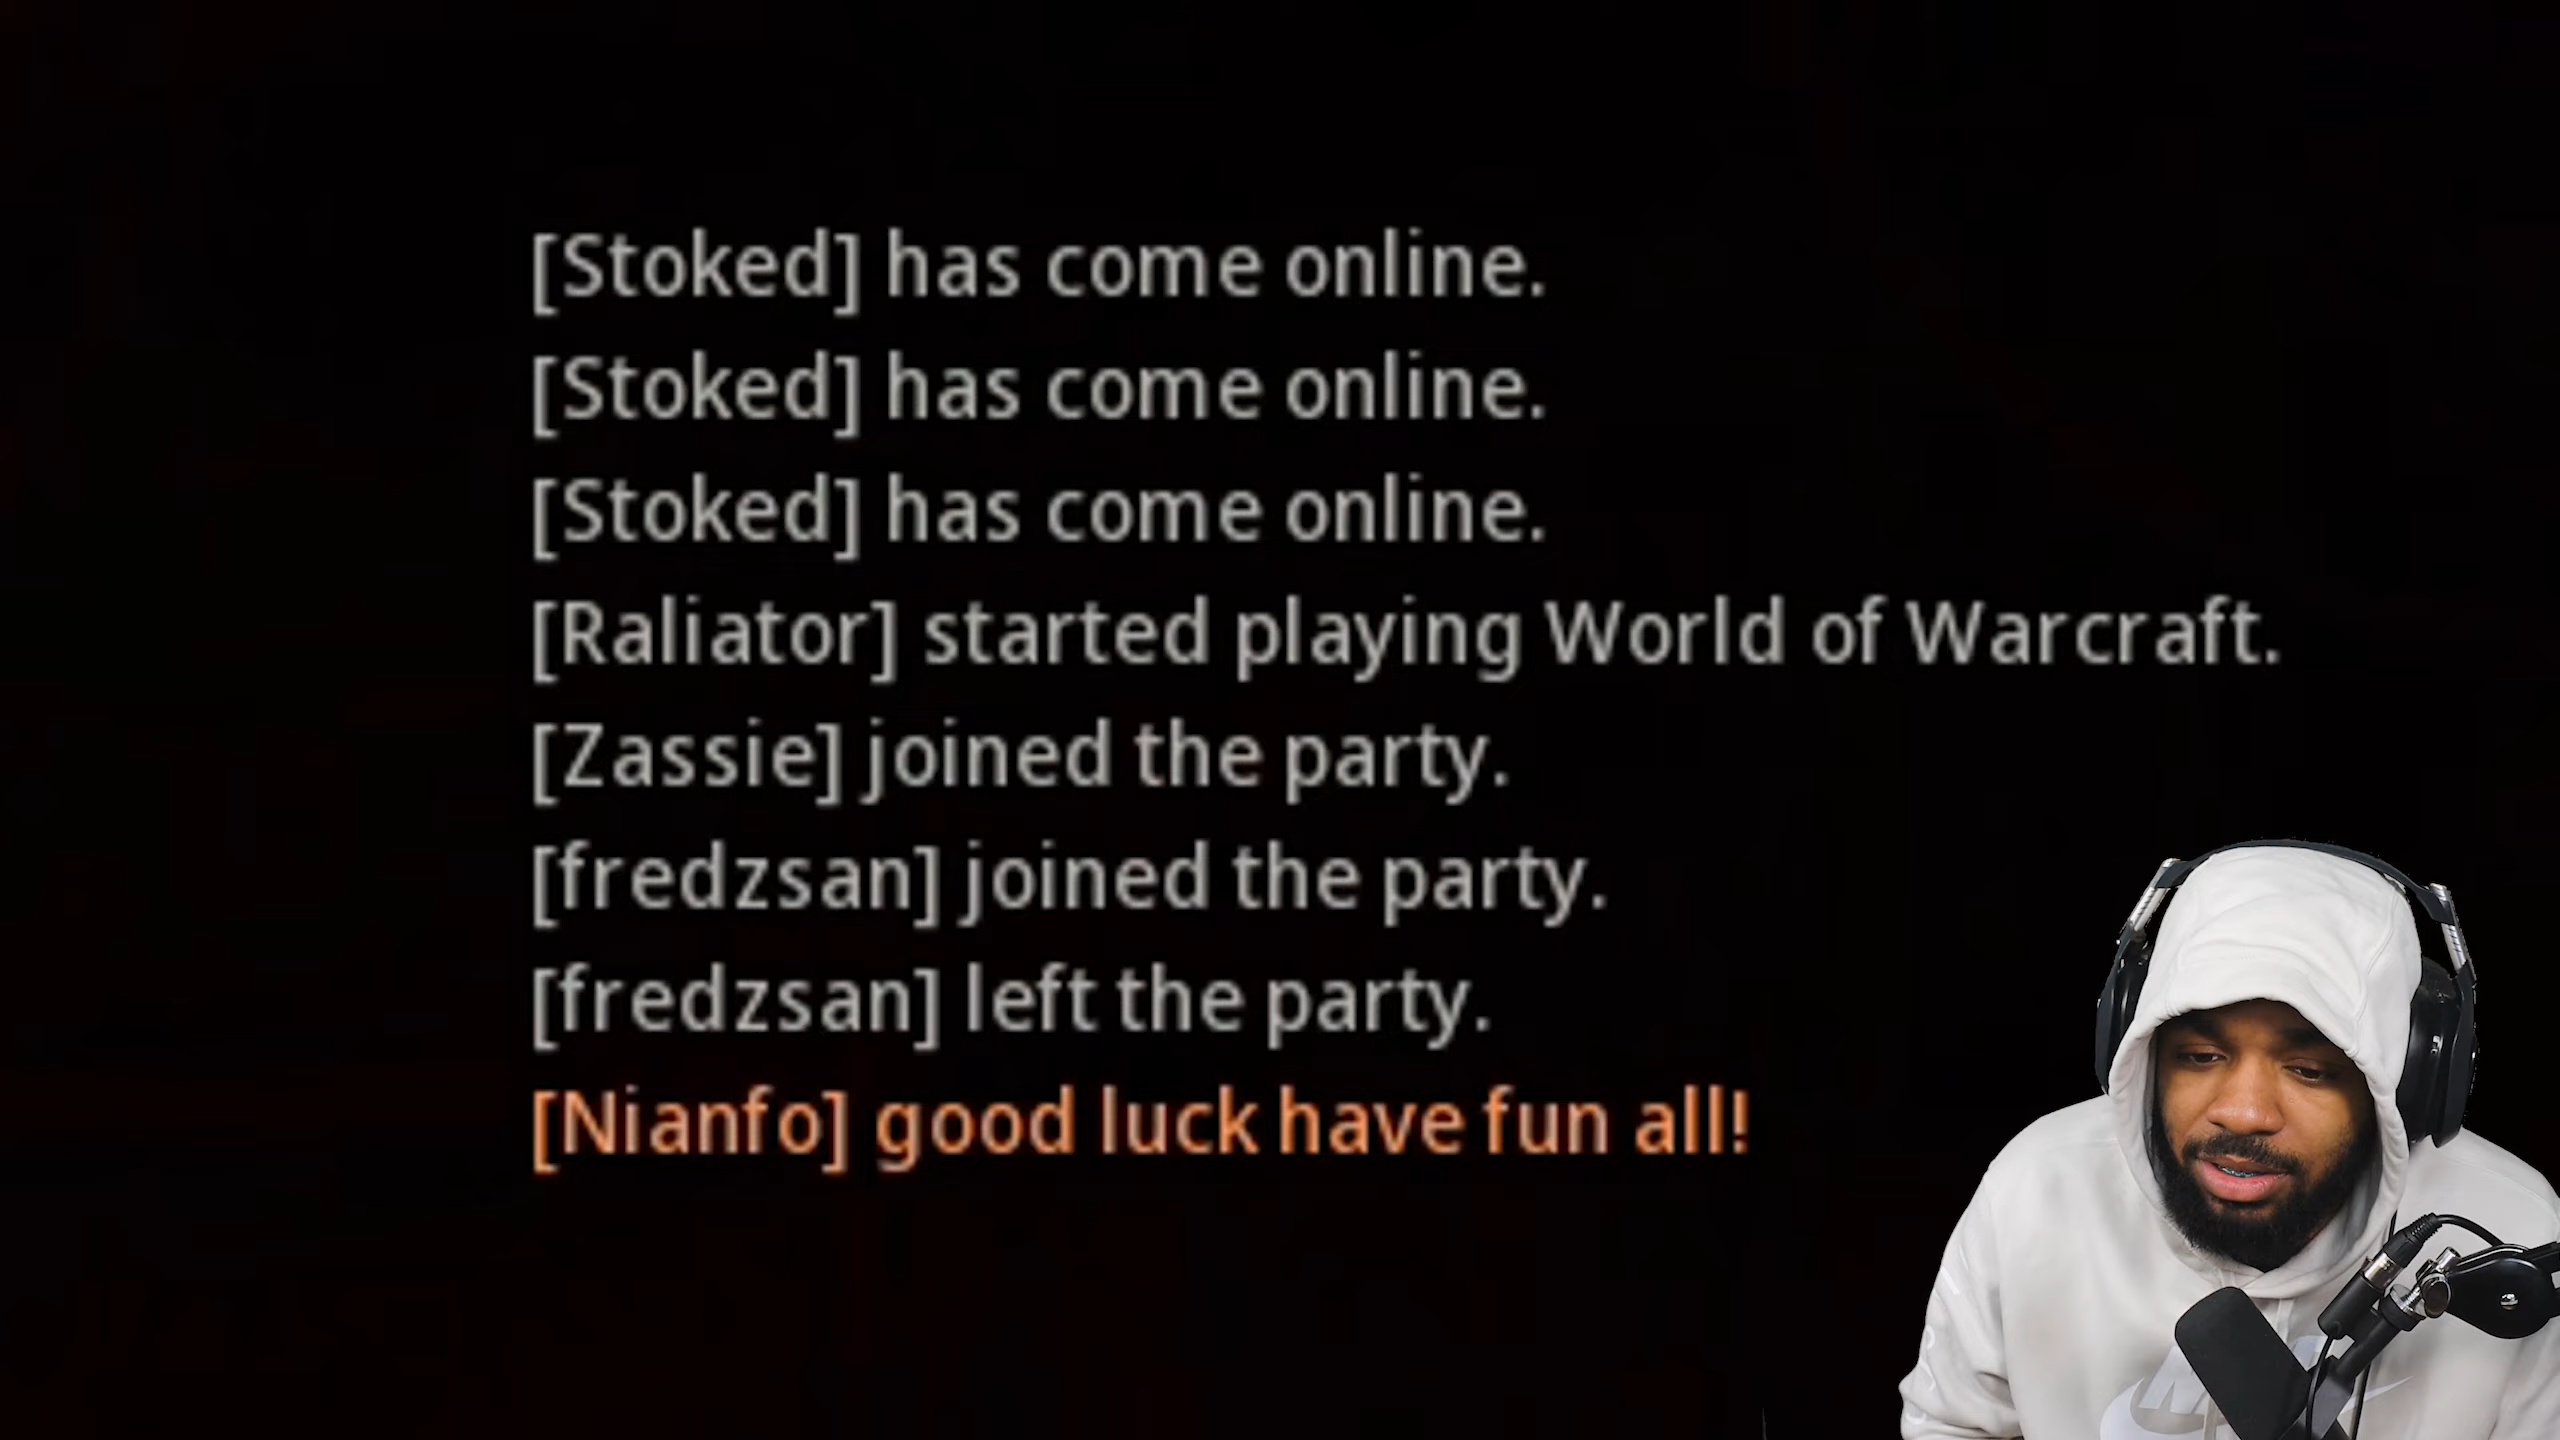 [Stoked] has come online.
[Stoked] has come online.
[Stoked] has come online.
[Raliator] started playing World of Warcraft.
[Zassie] joined the party.
[fredzsan] joined the party.
[fredzsan] left the party.
[Nianfo] good luck have fun all!